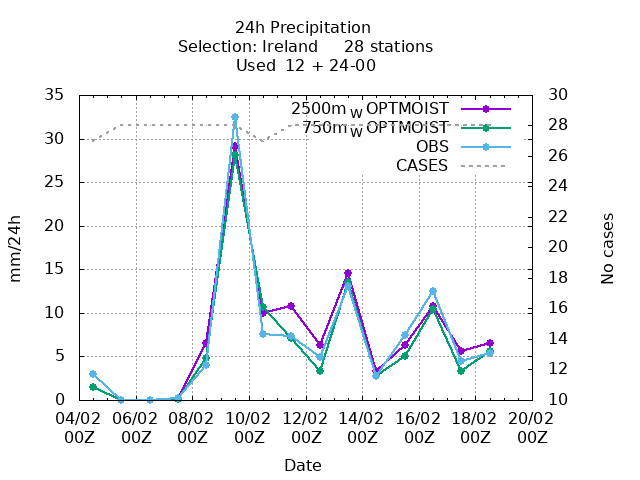 24h Precipitation
Selection: Ireland 28 stations
Used 12 + 24-00
35 30
30 28
25 26
20 24
15 22
10 20
5 18
0 16
14
12
10
mm/24h
No cases
2500m W OPTMOIST
750m W OPTMOIST
OBS
CASES
04/02 06/02 08/02 10/02 12/02 14/02 16/02 18/02 20/02
00Z 00Z 00Z 00Z 00Z 00Z 00Z 00Z 00Z
Date